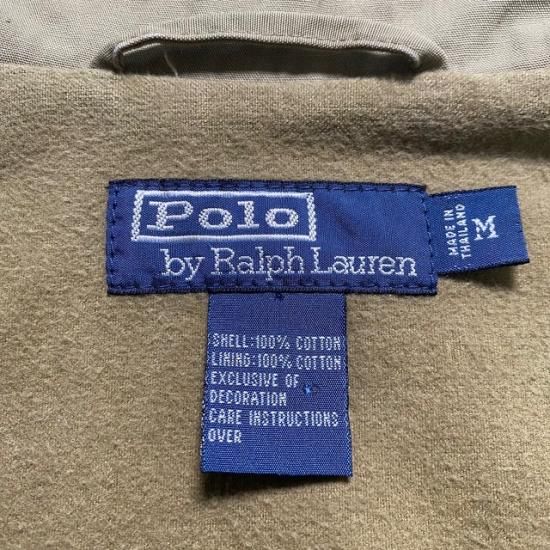 Polo
by Ralph Lauren
MADE IN
THAILAND
M
SHELL:100% COTTON
LINING:100% COTTON
EXCLUSIVE OF
DECORATION
CARE INSTRUCTIONS
OVER